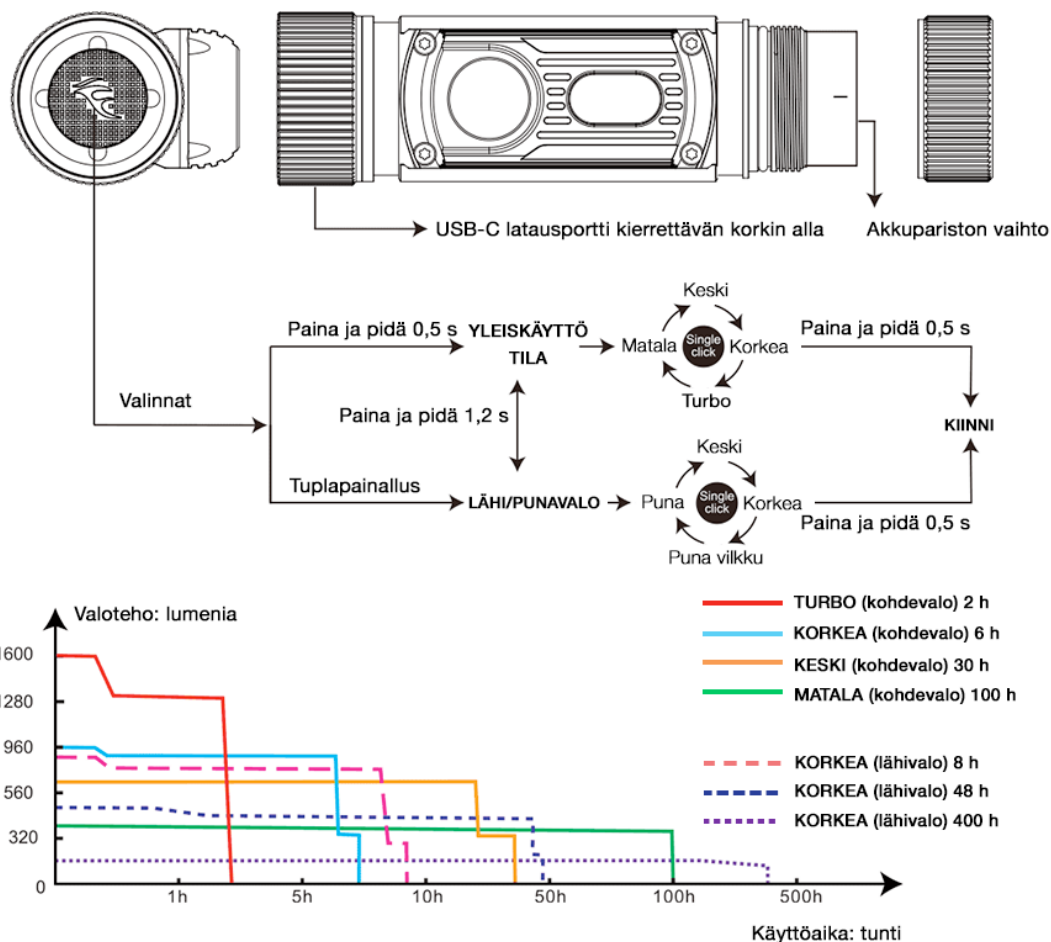 USB-C latausportti kierrettävän korkin alla
Akkupariston vaihto
Valinnat
Paina ja pidä 0,5 s
YLEISKÄYTTÖ
TILA
Keski
Matala
Single
click
Korkea
Turbo
Paina ja pidä 0,5 s
Paina ja pidä 1,2 s
KIINNI
Tuplapainallus
LÄHI/PUNAVALO
Keski
Puna
Single
click
Korkea
Puna vilkku
Paina ja pidä 0,5 s
Valoteho: lumenia
TURBO (kohdevalo) 2 h
KORKEA (kohdevalo) 6 h
KESKI (kohdevalo) 30 h
MATALA (kohdevalo) 100 h
KORKEA (lähivalo) 8 h
KORKEA (lähivalo) 48 h
KORKEA (lähivalo) 400 h
1600
1280
960
560
320
0
1h
5h
10h
50h
100h
500h
Käyttöaika: tunti